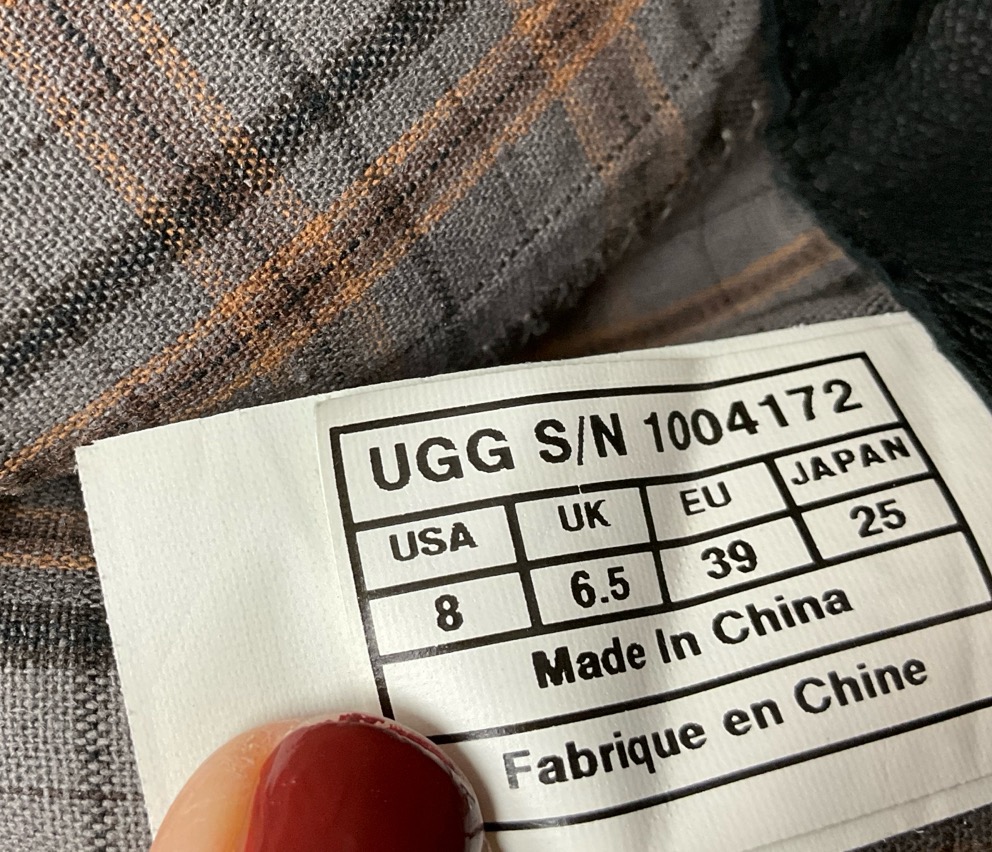 UGG S/N 1004172
USA UK EU JAPAN
8 6.5 39 25
Made In China
Fabrique en Chine